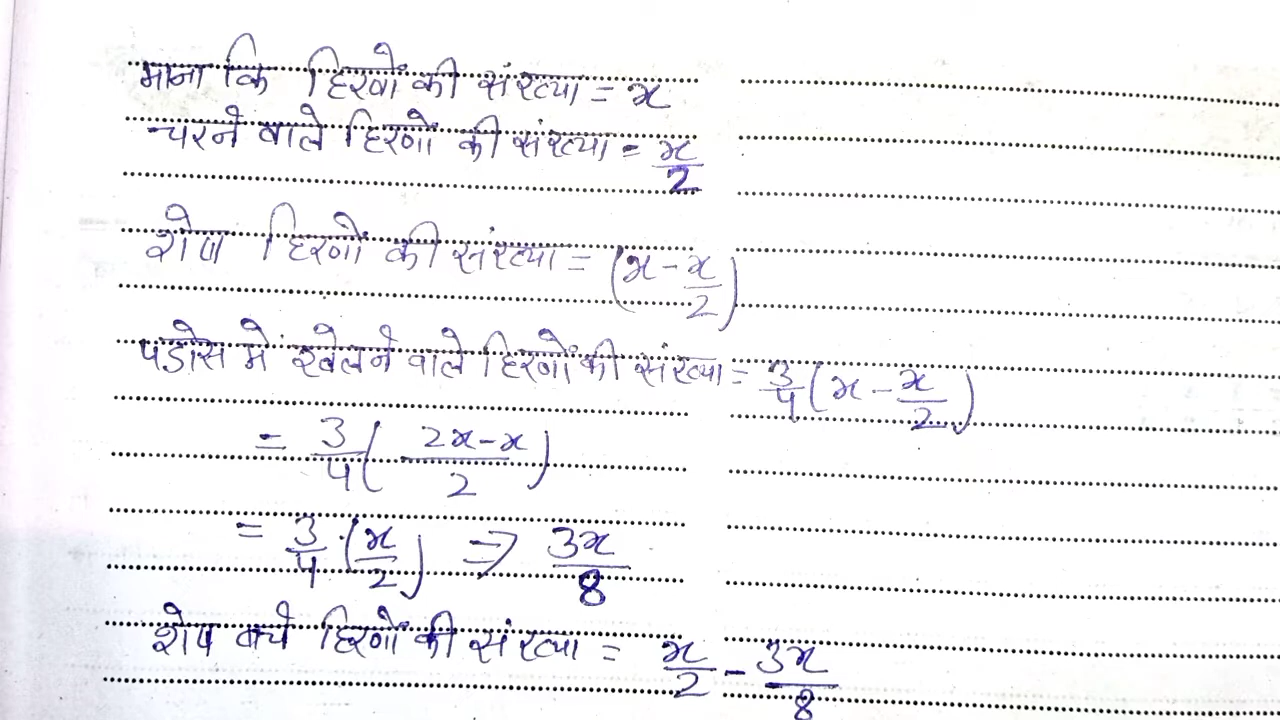 माना कि हिरणों की संख्या = x
चरने वाले हिरणों की संख्या = x/2
शेष हिरणों की संख्या = (x - x/2)
पडोस में खेलने वाले हिरणों की संख्या = 3/4 (x - x/2)
= 3/4 ( 2x-x/2 )
= 3/4 · (x/2) ⇒ 3x/8
शेष बचे हिरणों की संख्या = x/2 - 3x/8